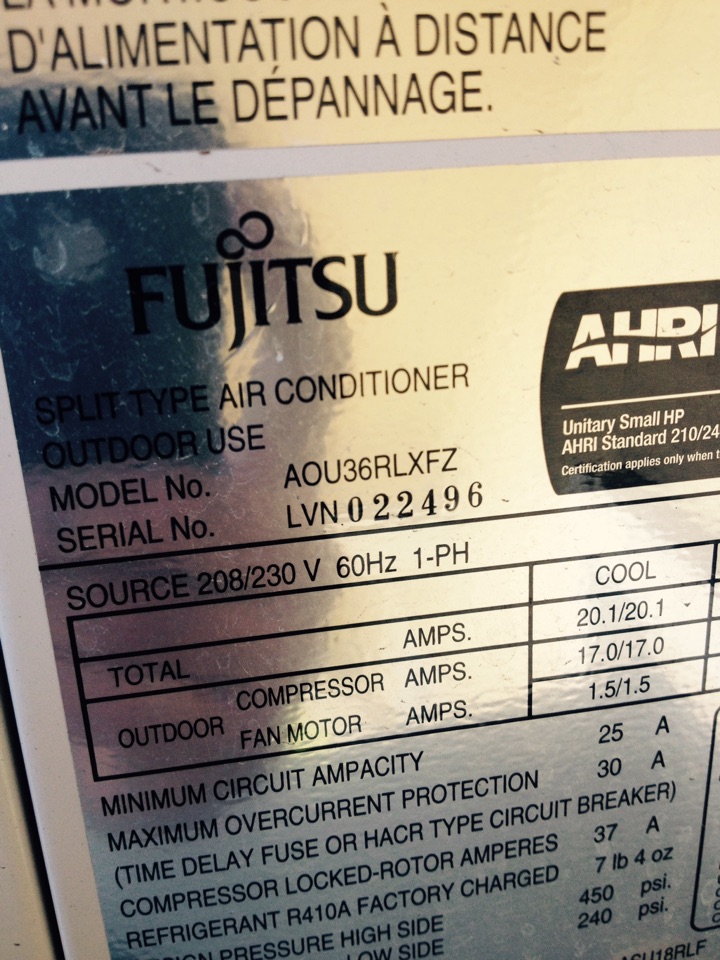 D'ALIMENTATION À DISTANCE
AVANT LE DÉPANNAGE.
FUJITSU
AHRI
Unitary Small HP
AHRI Standard 210/24
Certification applies only when
SPLIT TYPE AIR CONDITIONER
OUTDOOR USE
MODEL No. AOU36RLXFZ
SERIAL No. LVN 022496
SOURCE 208/230 V 60Hz 1-PH
COOL
TOTAL AMPS. 20.1/20.1
OUTDOOR COMPRESSOR AMPS. 17.0/17.0
FAN MOTOR AMPS. 1.5/1.5
MINIMUM CIRCUIT AMPACITY 25 A
MAXIMUM OVERCURRENT PROTECTION 30 A
(TIME DELAY FUSE OR HACR TYPE CIRCUIT BREAKER)
COMPRESSOR LOCKED-ROTOR AMPERES 37 A
REFRIGERANT R410A FACTORY CHARGED 7 lb 4 oz
PRESSURE HIGH SIDE 450 psi.
LOW SIDE 240 psi.
ASU18RLF